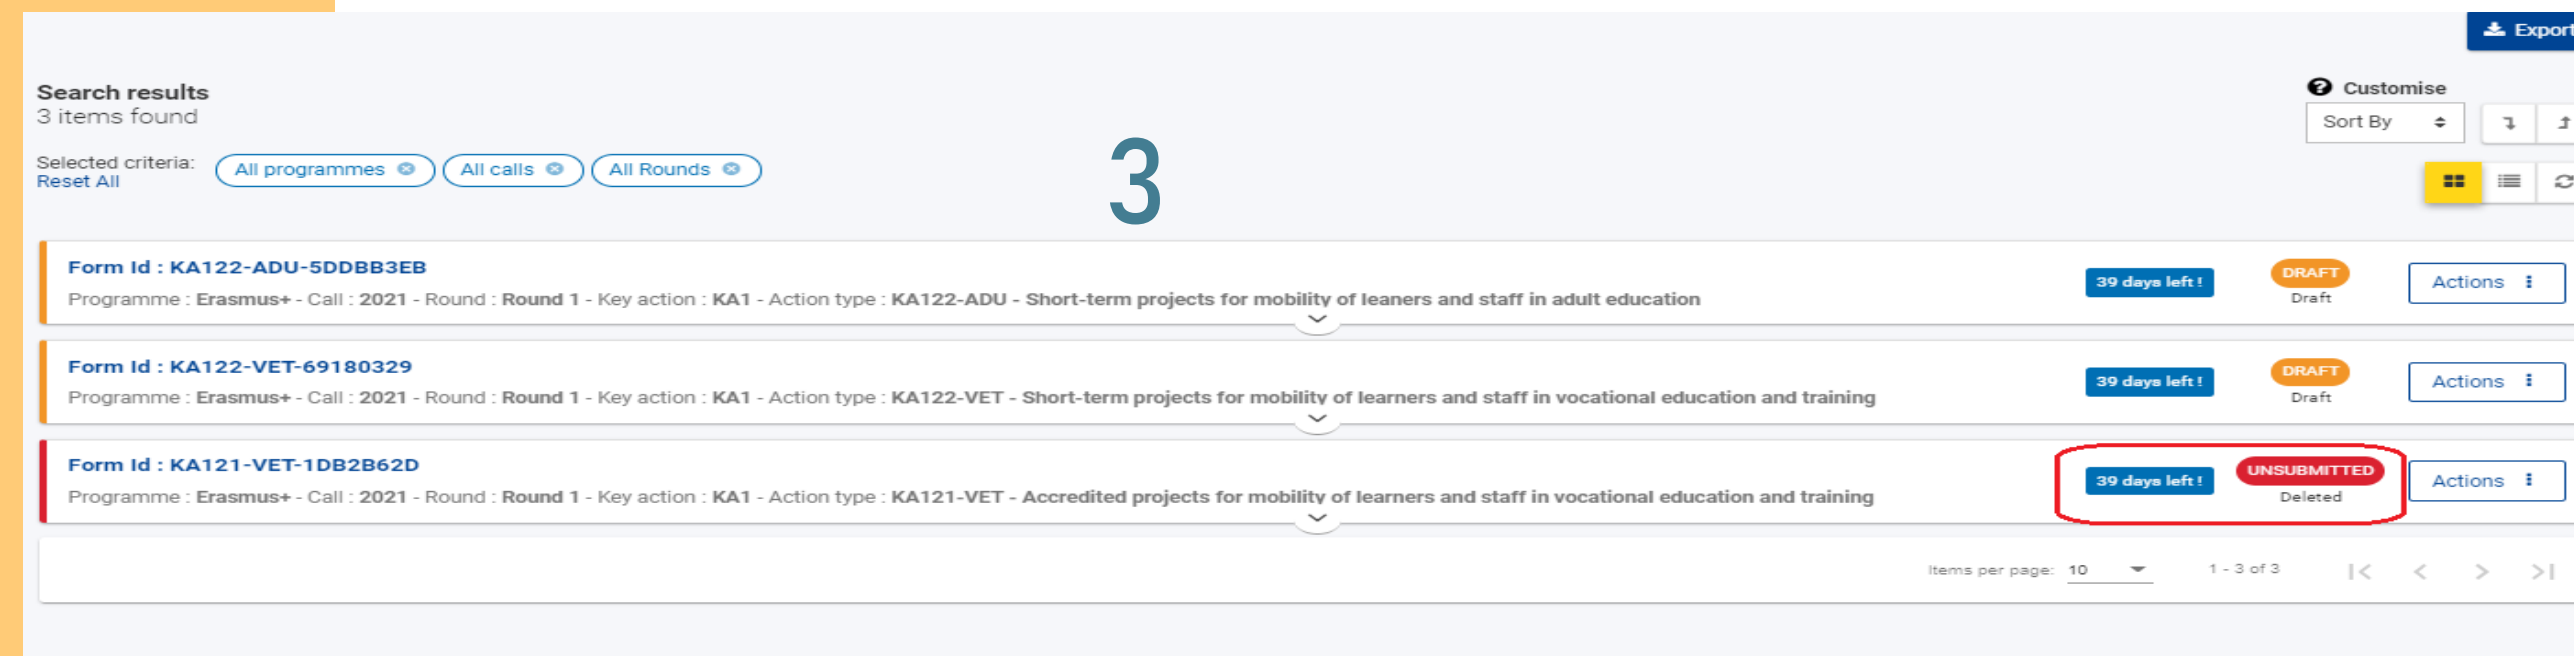 Export
Search results
3 items found
Customise
Sort By
Selected criteria:
Reset All
All programmes
All calls
All Rounds
3
Form Id : KA122-ADU-5DDBB3EB
Programme : Erasmus+ - Call : 2021 - Round : Round 1 - Key action : KA1 - Action type : KA122-ADU - Short-term projects for mobility of leaners and staff in adult education
39 days left !
DRAFT
Draft
Actions
Form Id : KA122-VET-69180329
Programme : Erasmus+ - Call : 2021 - Round : Round 1 - Key action : KA1 - Action type : KA122-VET - Short-term projects for mobility of learners and staff in vocational education and training
39 days left !
DRAFT
Draft
Actions
Form Id : KA121-VET-1DB2B62D
Programme : Erasmus+ - Call : 2021 - Round : Round 1 - Key action : KA1 - Action type : KA121-VET - Accredited projects for mobility of learners and staff in vocational education and training
39 days left !
UNSUBMITTED
Deleted
Actions
Items per page: 10
1 - 3 of 3